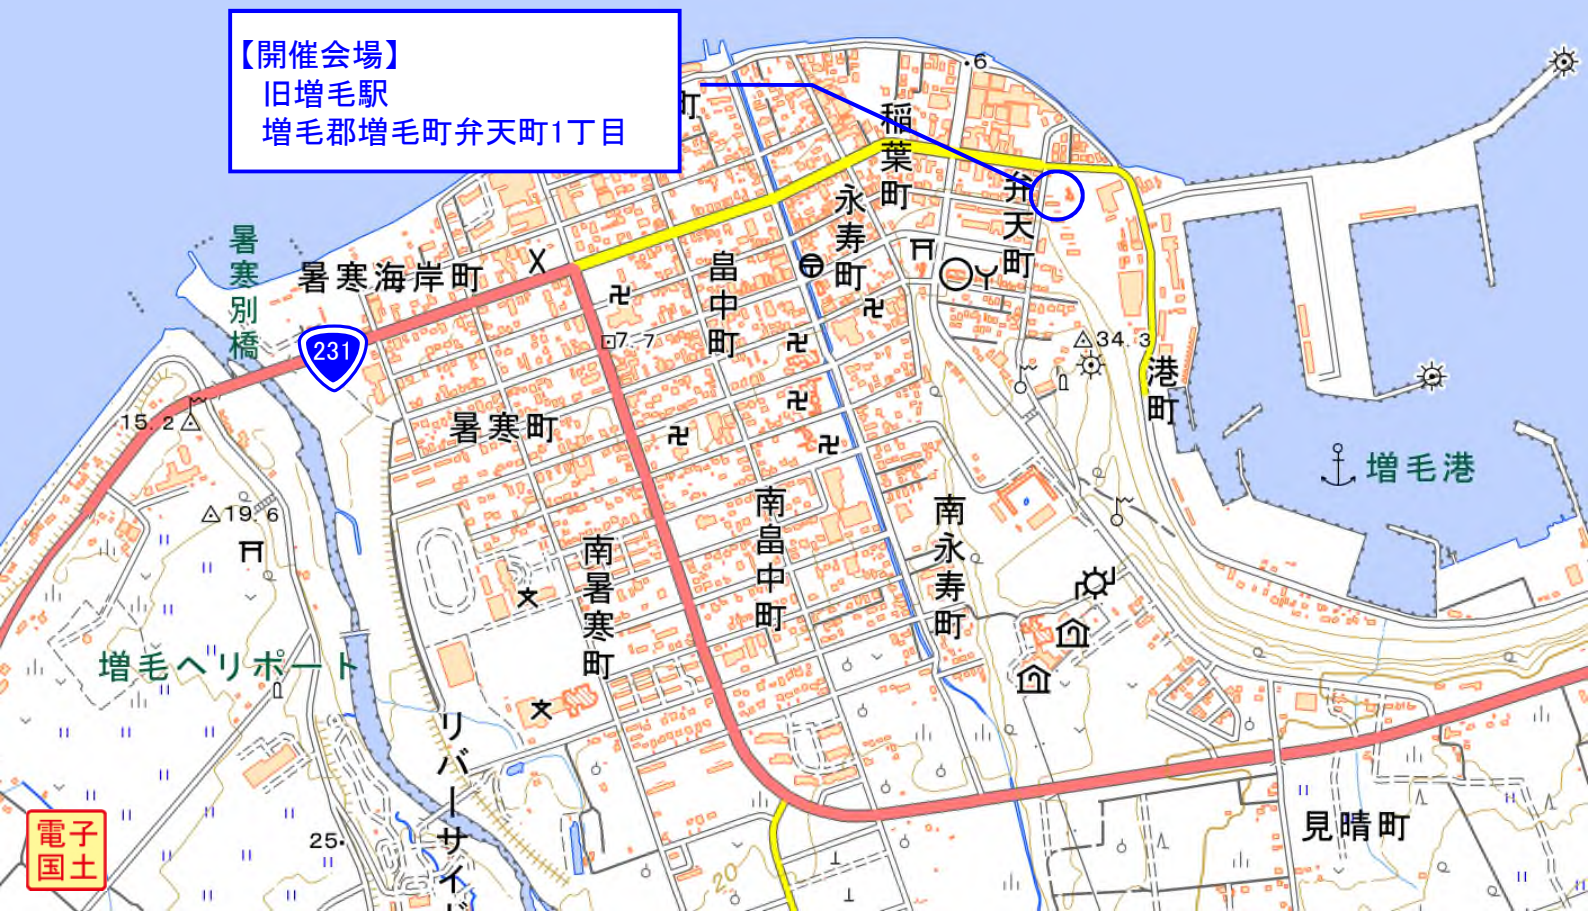 【開催会場】
旧増毛駅
増毛郡増毛町弁天町1丁目
町
稲葉町
弁天町
永寿町
畠中町
暑寒海岸町
暑寒別橋
231
7.7
6
34.3
港町
増毛港
15.2
19.6
暑寒町
南暑寒町
南畠中町
南永寿町
増毛ヘリポート
リバーサイド
見晴町
25
20
電子
国土